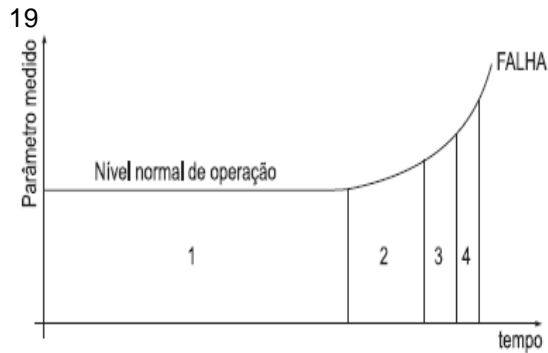 19
Parâmetro medido
FALHA
Nível normal de operação
1
2
3
4
tempo